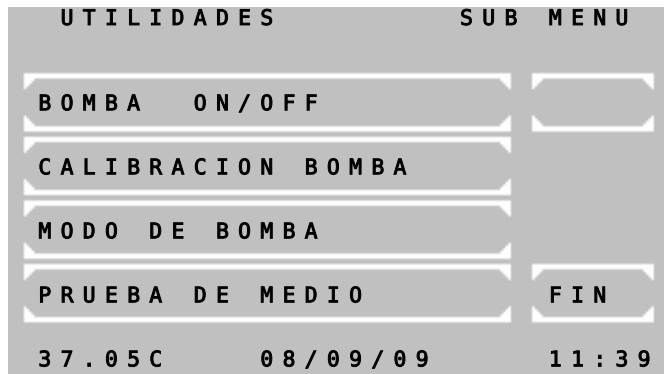 UTILIDADES SUB MENU
BOMBA ON/OFF
CALIBRACION BOMBA
MODO DE BOMBA
PRUEBA DE MEDIO FIN
37.05C 08/09/09 11:39